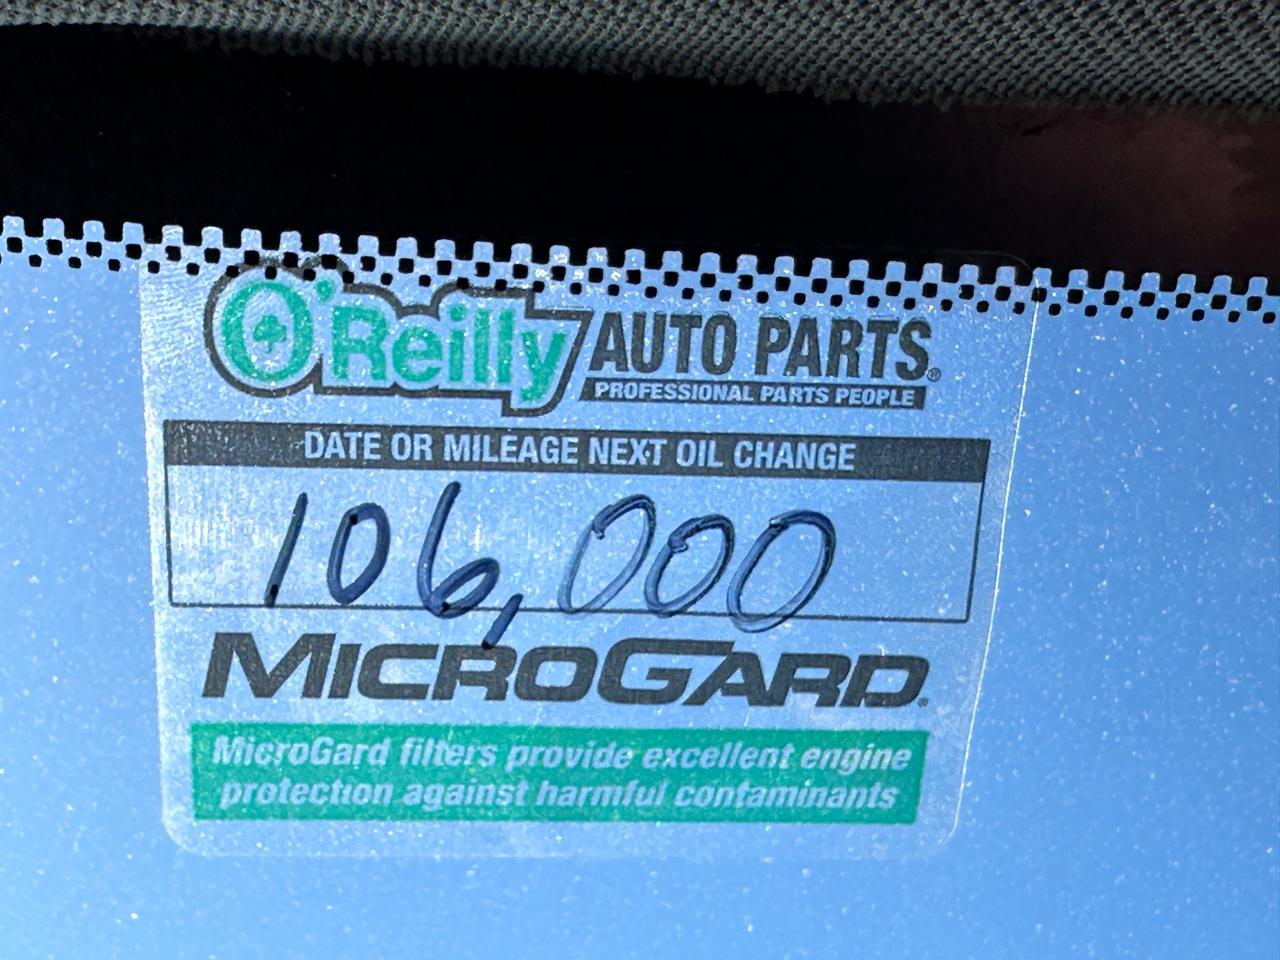 O'Reilly AUTO PARTS®
PROFESSIONAL PARTS PEOPLE
DATE OR MILEAGE NEXT OIL CHANGE
106,000
MICROGARD®
MicroGard filters provide excellent engine
protection against harmful contaminants